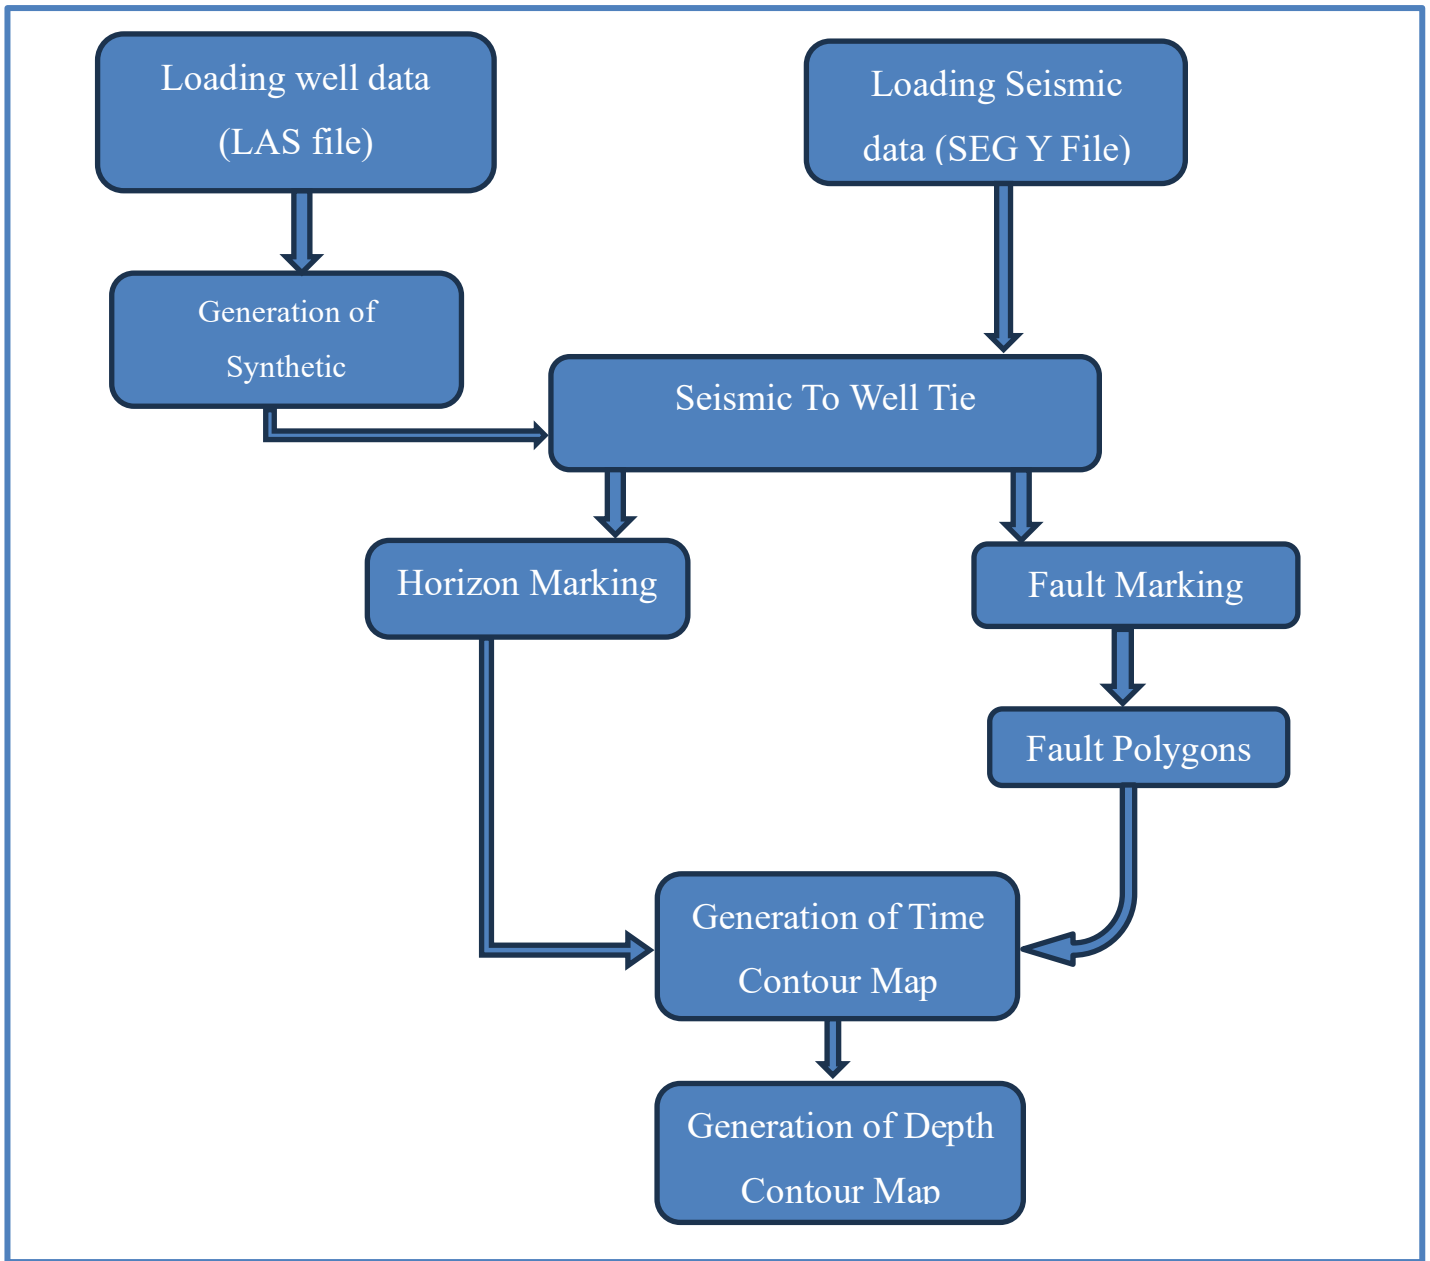 Loading well data
(LAS file)
Loading Seismic
data (SEG Y File)
Generation of
Synthetic
Seismic To Well Tie
Horizon Marking
Fault Marking
Fault Polygons
Generation of Time
Contour Map
Generation of Depth
Contour Map